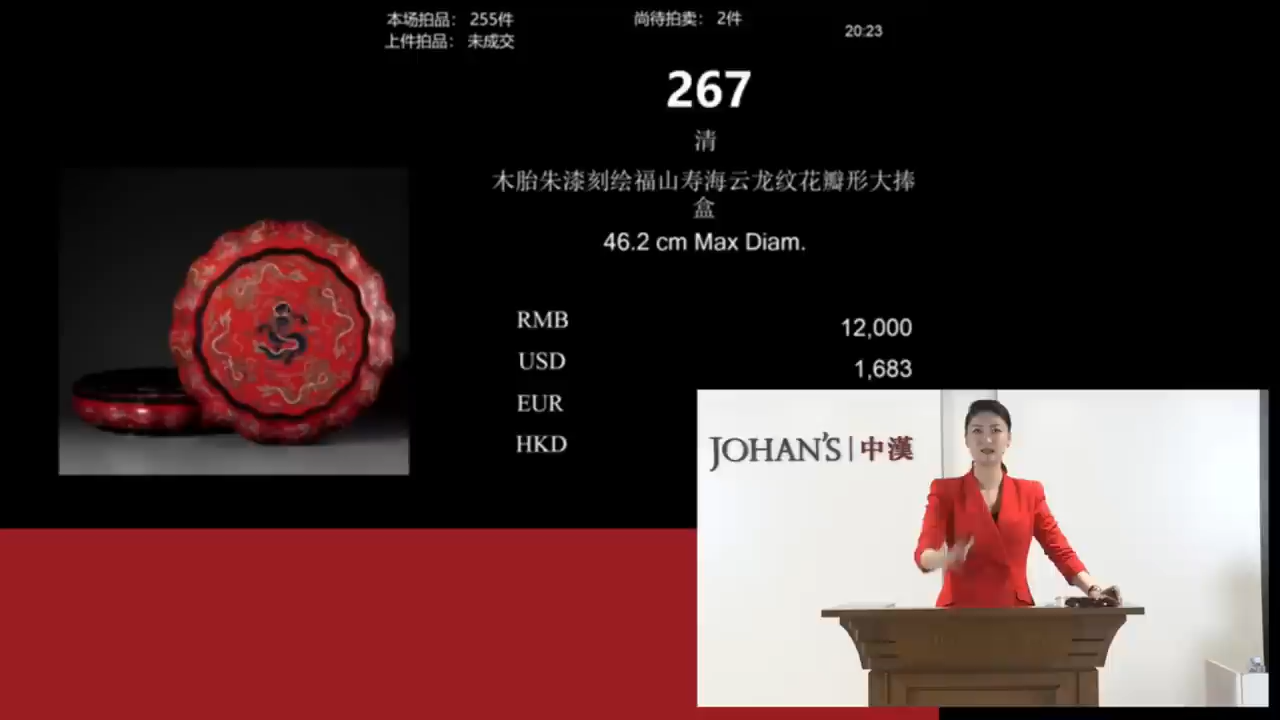 本场拍品： 255件
尚待拍卖： 2件
20:23
上件拍品： 未成交
267
清
木胎朱漆刻绘福山寿海云龙纹花瓣形大捧
盒
46.2 cm Max Diam.
RMB 12,000
USD 1,683
EUR
HKD
JOHAN'S | 中漢